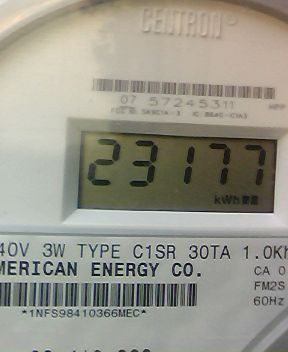 CENTRON®
07 57245311
23177
kWh
40V 3W TYPE C1SR 30TA 1.0Kh
MERICAN ENERGY CO.
CA 0
FM2S
60Hz
*1NFS98410366MEC*